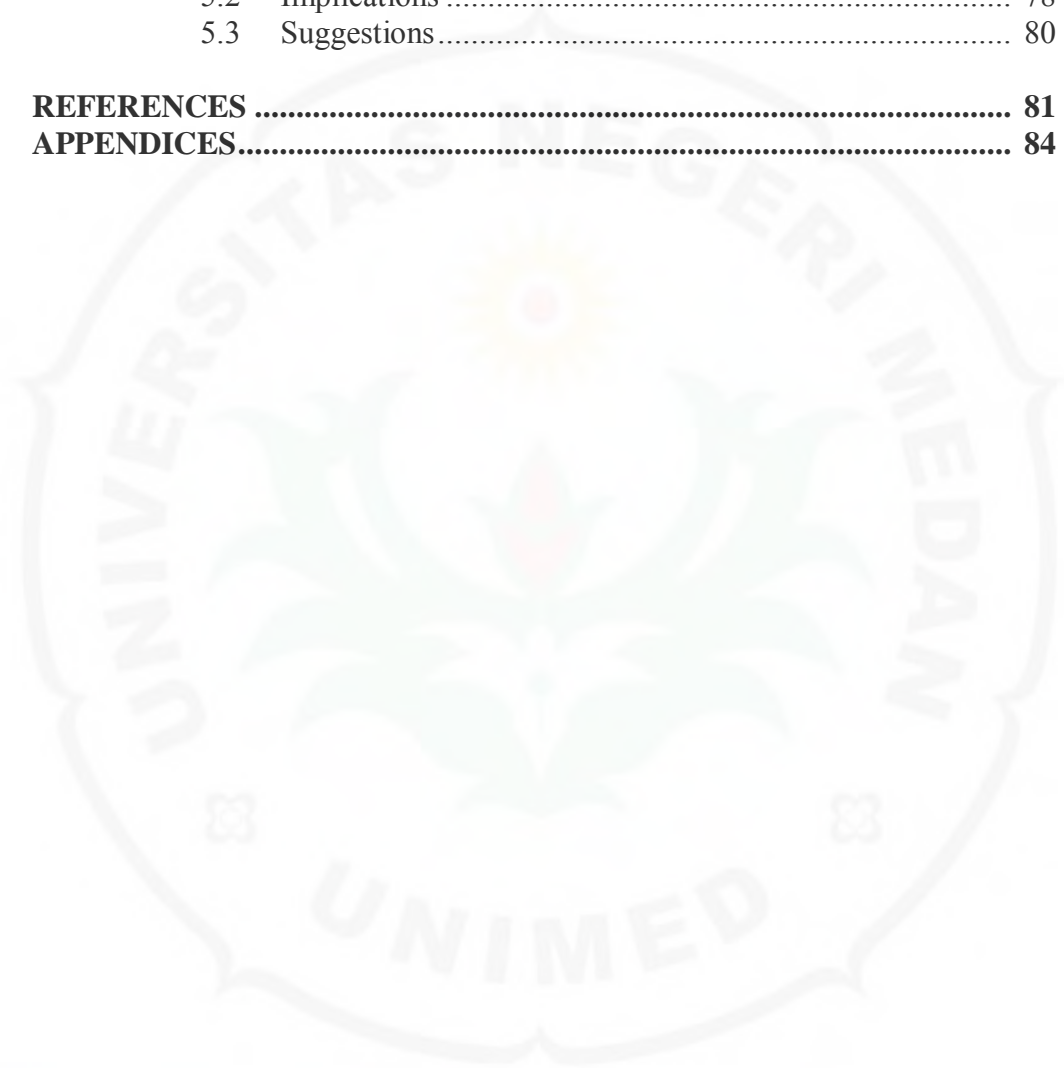 5.2 Implications ........................................................................ 78
5.3 Suggestions ......................................................................... 80
REFERENCES ............................................................................................ 81
APPENDICES.............................................................................................. 84
UNIVERSITAS NEGERI MEDAN
UNIMED